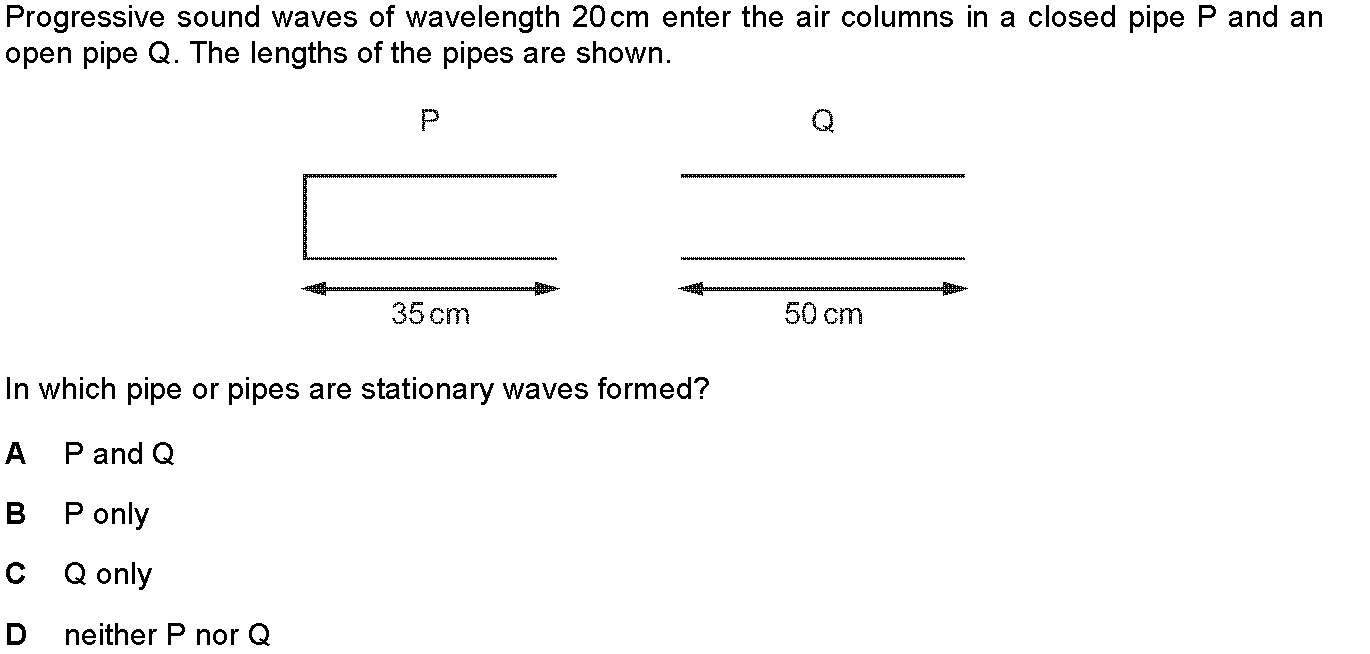 Progressive sound waves of wavelength 20 cm enter the air columns in a closed pipe P and an
open pipe Q. The lengths of the pipes are shown.
P
Q
35 cm
50 cm
In which pipe or pipes are stationary waves formed?
A P and Q
B P only
C Q only
D neither P nor Q